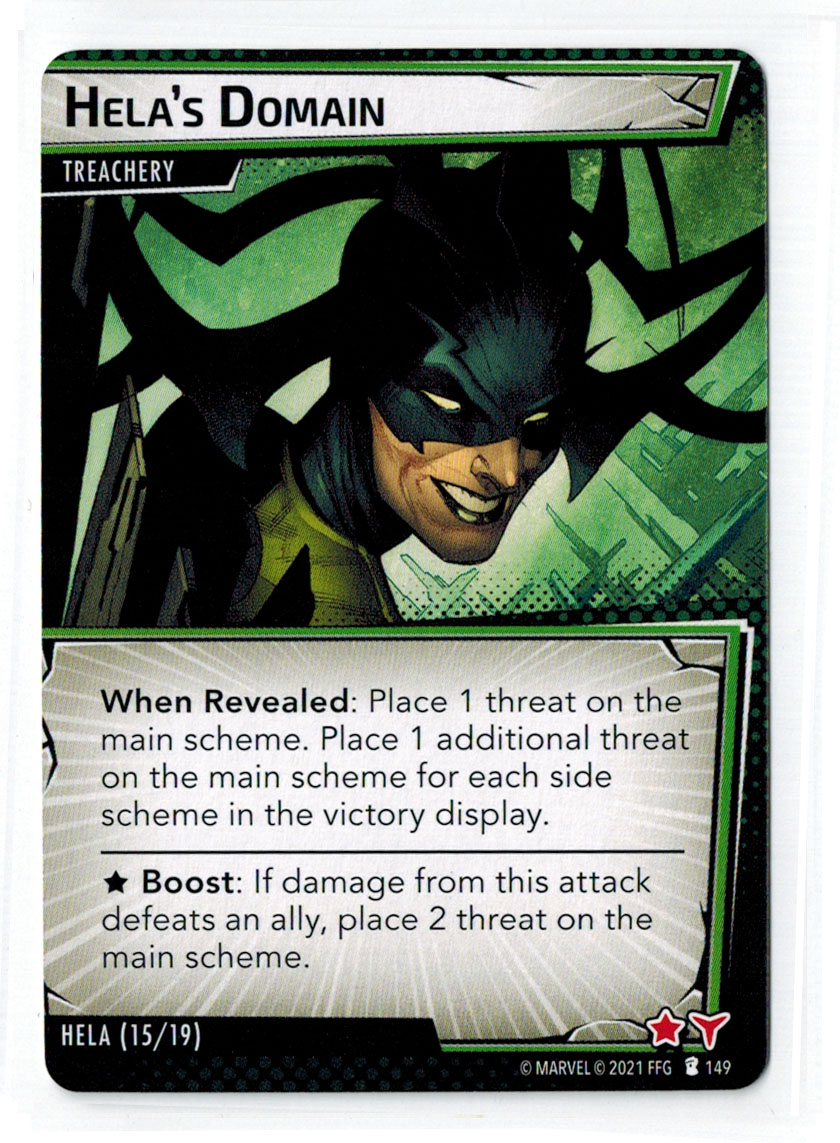 HELA'S DOMAIN
TREACHERY
When Revealed: Place 1 threat on the
main scheme. Place 1 additional threat
on the main scheme for each side
scheme in the victory display.
★ Boost: If damage from this attack
defeats an ally, place 2 threat on the
main scheme.
HELA (15/19)
© MARVEL © 2021 FFG 149